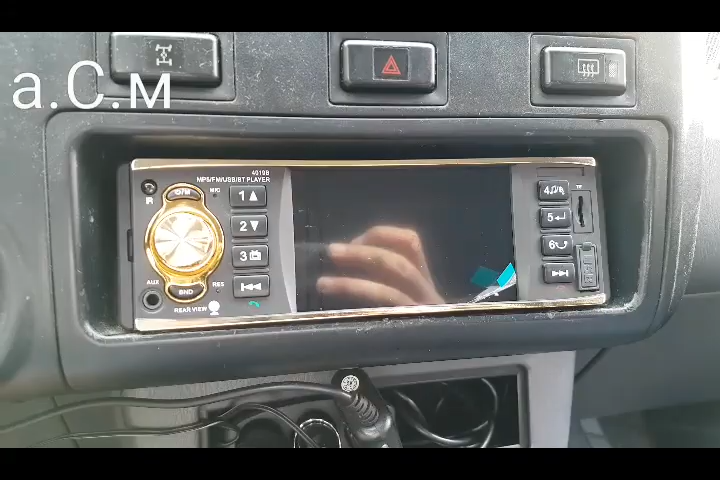 a.C.м
4019B
MP5/FM/USB/BT PLAYER
IR
O/M
MIC
1
2
3
4
5
6
TF
AUX
BND
RES
REAR VIEW